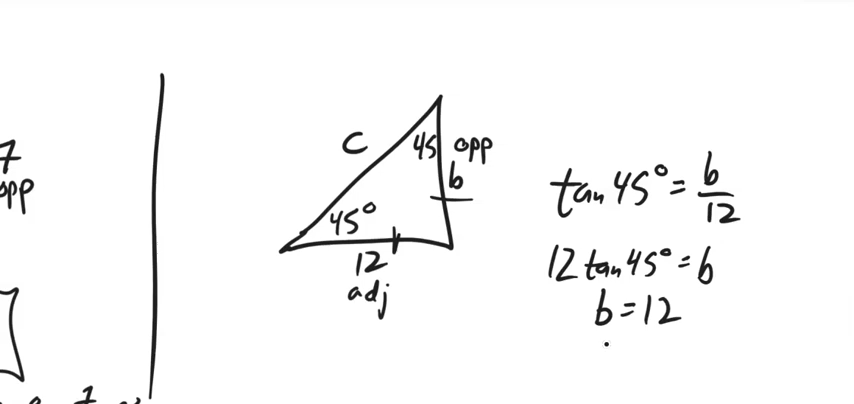 7
opp
C
45 opp
b
45°
12
adj
tan 45° = b/12
12 tan 45° = b
b = 12